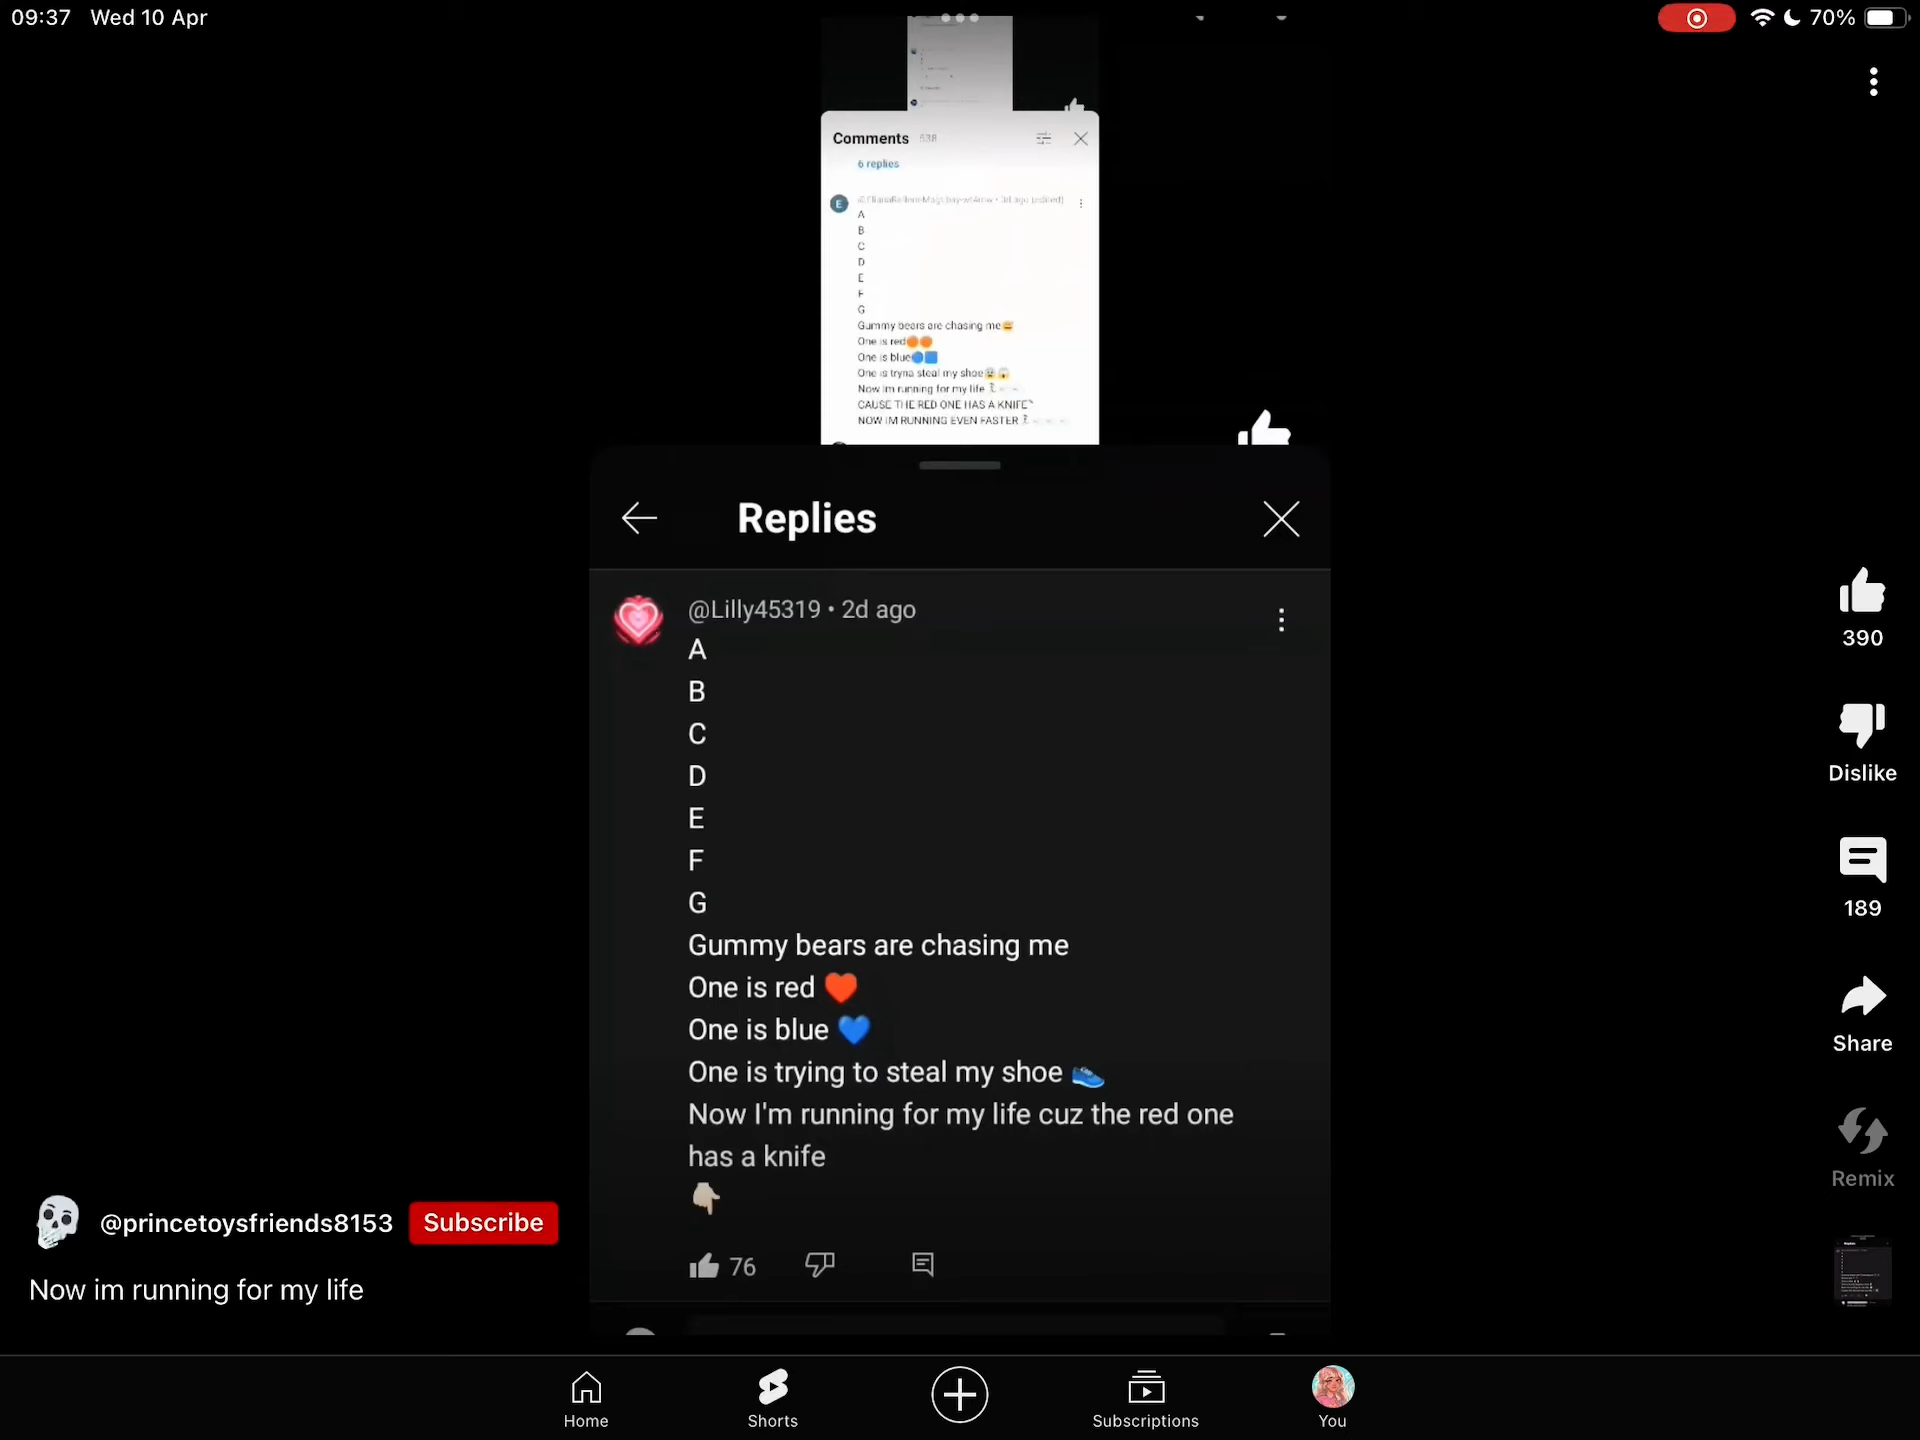 09:37 Wed 10 Apr
70%
Comments 538
6 replies
A
B
C
D
E
F
G
Gummy bears are chasing me😅
One is red🟠🟠
One is blue🔵🟦
One is tryna steal my shoe😨😱
Now im running for my life
CAUSE THE RED ONE HAS A KNIFE
NOW IM RUNNING EVEN FASTER
Replies
@Lilly45319 • 2d ago
A
B
C
D
E
F
G
Gummy bears are chasing me
One is red ❤️
One is blue 💙
One is trying to steal my shoe 👟
Now I'm running for my life cuz the red one
has a knife
👇🏻
76
390
Dislike
189
Share
Remix
@princetoysfriends8153 Subscribe
Now im running for my life
Home
Shorts
Subscriptions
You